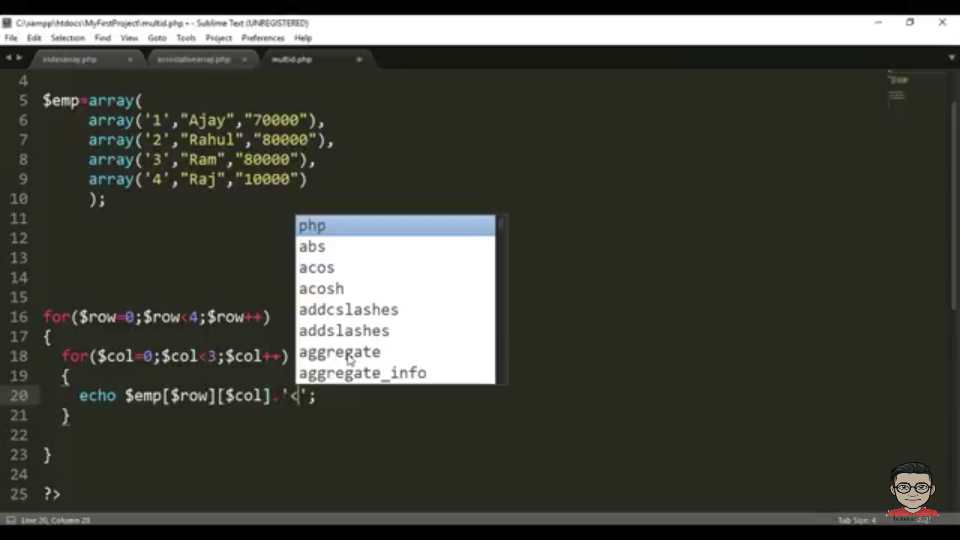 C:\xampp\htdocs\MyFirstProject\multid.php • - Sublime Text (UNREGISTERED)
File Edit Selection Find View Goto Tools Project Preferences Help
indexarray.php × associativearray.php × multid.php
4
5 $emp=array(
6 array('1',"Ajay","70000"),
7 array('2',"Rahul","80000"),
8 array('3',"Ram","80000"),
9 array('4',"Raj","10000")
10 );
11
12
13
14
15
16 for($row=0;$row<4;$row++)
17 {
18 for($col=0;$col<3;$col++)
19 {
20 echo $emp[$row][$col].'<';
21 }
22
23 }
24
25 ?>
php
abs
acos
acosh
addcslashes
addslashes
aggregate
aggregate_info
Line 20, Column 28
Tab Size: 4